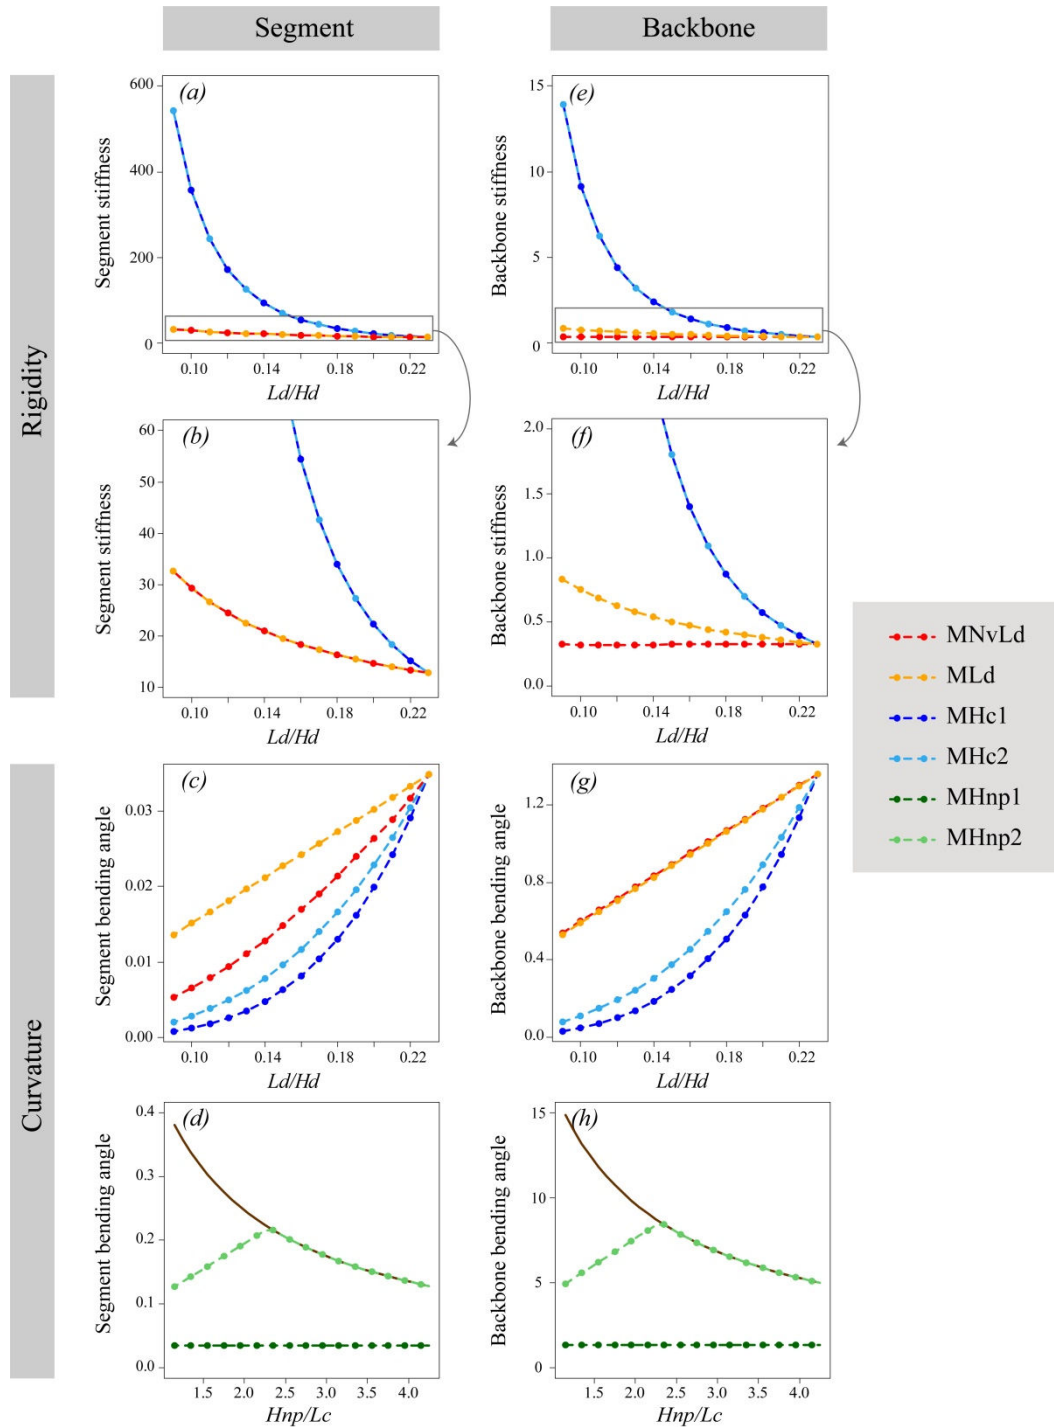 Segment
Backbone
Rigidity
Curvature
(a)
Segment stiffness
600
400
200
0
0.10 0.14 0.18 0.22
Ld/Hd
(e)
Backbone stiffness
15
10
5
0
0.10 0.14 0.18 0.22
Ld/Hd
(b)
Segment stiffness
60
50
40
30
20
10
0.10 0.14 0.18 0.22
Ld/Hd
(f)
Backbone stiffness
2.0
1.5
1.0
0.5
0.0
0.10 0.14 0.18 0.22
Ld/Hd
MNvLd
MLd
MHc1
MHc2
MHnp1
MHnp2
(c)
Segment bending angle
0.03
0.02
0.01
0.00
0.10 0.14 0.18 0.22
Ld/Hd
(g)
Backbone bending angle
1.2
0.8
0.4
0.0
0.10 0.14 0.18 0.22
Ld/Hd
(d)
Segment bending angle
0.4
0.3
0.2
0.1
0.0
1.5 2.0 2.5 3.0 3.5 4.0
Hnp/Lc
(h)
Backbone bending angle
15
10
5
0
1.5 2.0 2.5 3.0 3.5 4.0
Hnp/Lc